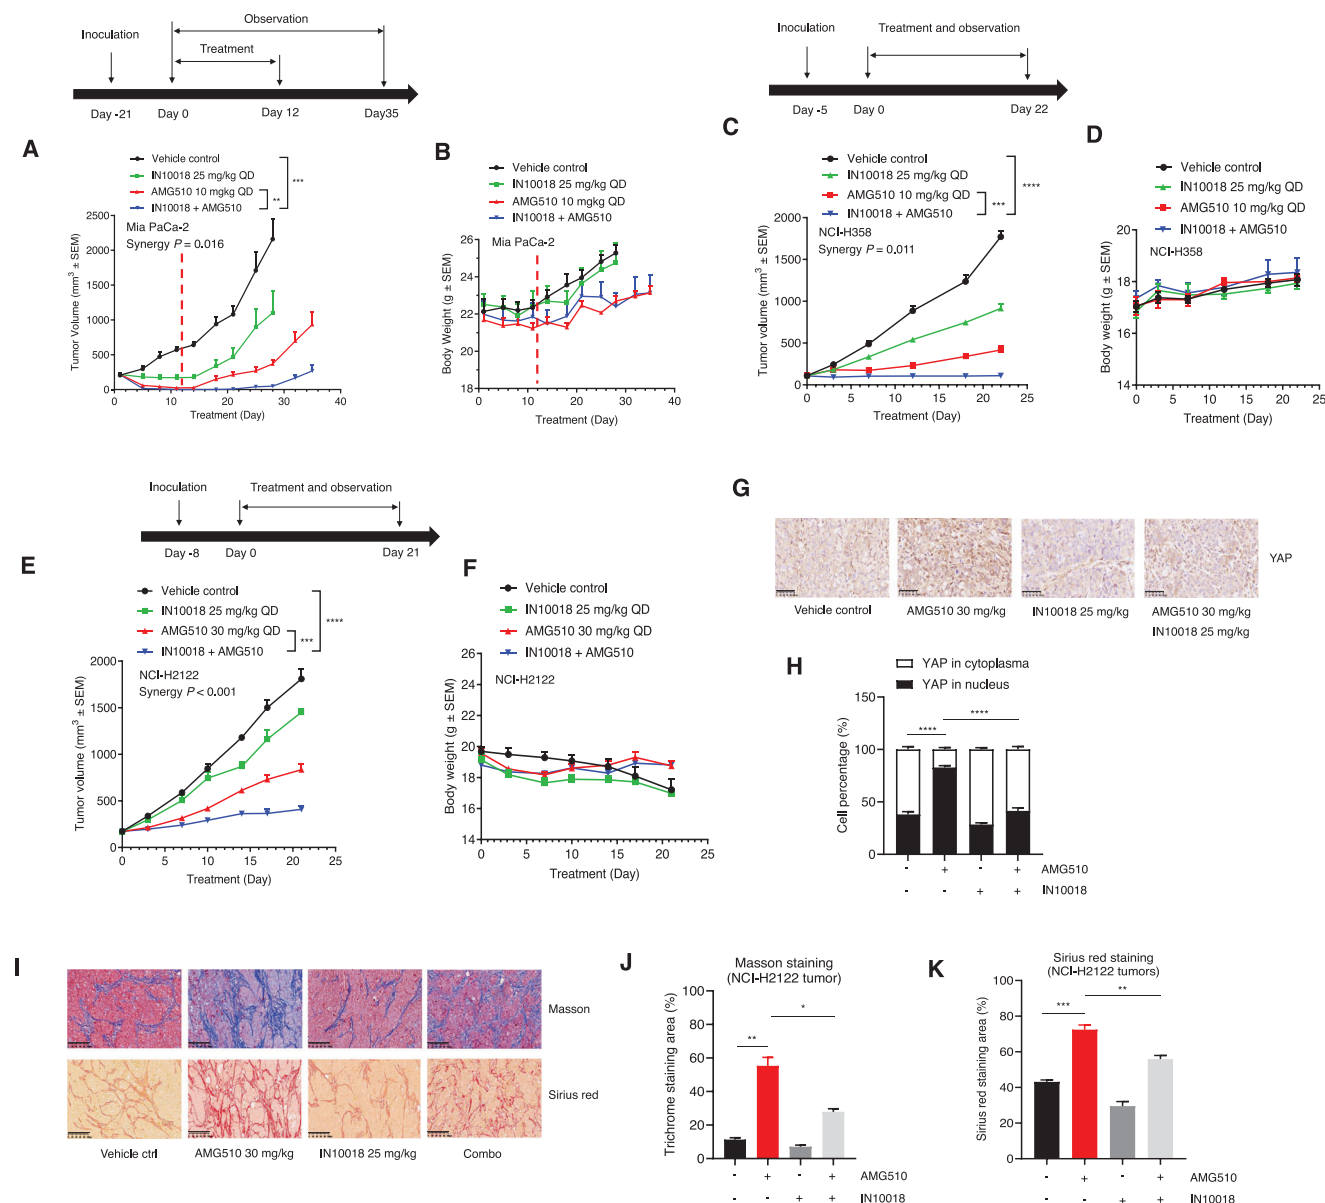 Observation
Inoculation
Treatment
Day -21
Day 0
Day 12
Day35
Inoculation
Treatment and observation
Day -5
Day 0
Day 22
A
Vehicle control
IN10018 25 mg/kg QD
AMG510 10 mgkg QD
IN10018 + AMG510
***
**
Mia PaCa-2
Synergy P = 0.016
Tumor volume (mm³ ± SEM)
2500
2000
1500
1000
500
0
0 10 20 30 40
Treatment (Day)
B
Vehicle control
IN10018 25 mg/kg QD
AMG510 10 mgkg QD
IN10018 + AMG510
Mia PaCa-2
Body weight (g ± SEM)
26
24
22
20
18
0 5 10 15 20 25 30 35 40
Treatment (Day)
C
Vehicle control
IN10018 25 mg/kg QD
AMG510 10 mg/kg QD
IN10018 + AMG510
***
****
NCI-H358
Synergy P = 0.011
Tumor volume (mm³ ± SEM)
2000
1500
1000
500
0
0 5 10 15 20 25
Treatment (Day)
D
Vehicle control
IN10018 25 mg/kg QD
AMG510 10 mg/kg QD
IN10018 + AMG510
NCI-H358
Body weight (g ± SEM)
20
18
16
14
0 5 10 15 20 25
Treatment (Day)
Inoculation
Treatment and observation
Day -8
Day 0
Day 21
E
Vehicle control
IN10018 25 mg/kg QD
AMG510 30 mg/kg QD
IN10018 + AMG510
***
****
NCI-H2122
Synergy P < 0.001
Tumor volume (mm³ ± SEM)
2000
1500
1000
500
0
0 5 10 15 20 25
Treatment (Day)
F
Vehicle control
IN10018 25 mg/kg QD
AMG510 30 mg/kg QD
IN10018 + AMG510
NCI-H2122
Body weight (g ± SEM)
26
24
22
20
18
16
14
0 5 10 15 20 25
Treatment (Day)
G
YAP
Vehicle control
AMG510 30 mg/kg
IN10018 25 mg/kg
AMG510 30 mg/kg
IN10018 25 mg/kg
H
YAP in cytoplasma
YAP in nucleus
Cell percentage (%)
150
100
50
0
****
****
- + - + AMG510
- - + + IN10018
I
Masson
Sirius red
Vehicle ctrl
AMG510 30 mg/kg
IN10018 25 mg/kg
Combo
J
Masson staining
(NCI-H2122 tumor)
Trichrome staining area (%)
100
80
60
40
20
0
**
*
- + - + AMG510
- - + + IN10018
K
Sirius red staining
(NCI-H2122 tumors)
Sirius red staining area (%)
100
80
60
40
20
0
***
**
- + - + AMG510
- - + + IN10018